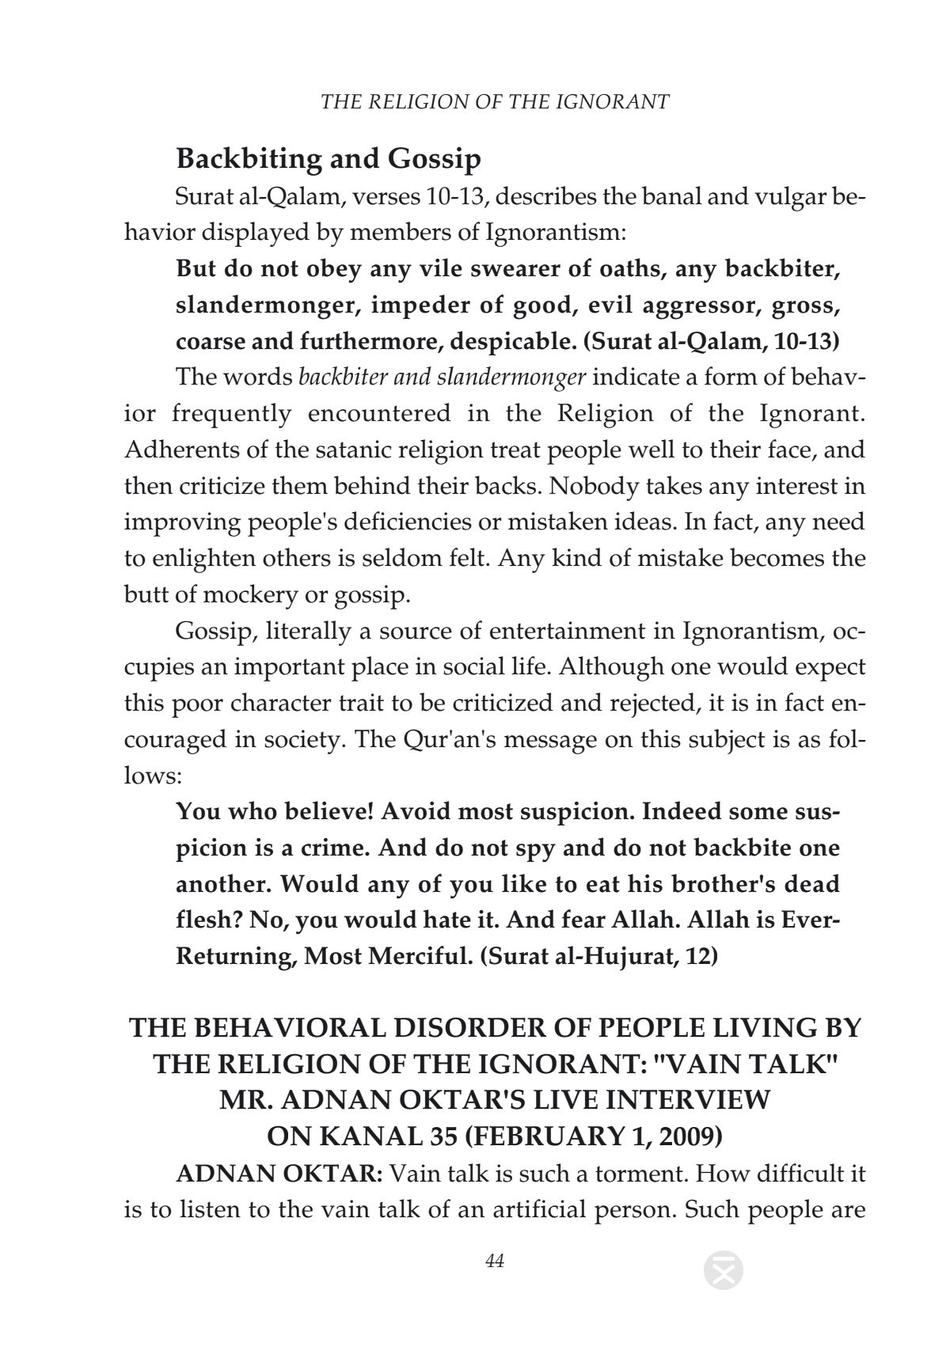 THE RELIGION OF THE IGNORANT
Backbiting and Gossip
Surat al-Qalam, verses 10-13, describes the banal and vulgar be-
havior displayed by members of Ignorantism:
But do not obey any vile swearer of oaths, any backbiter,
slandermonger, impeder of good, evil aggressor, gross,
coarse and furthermore, despicable. (Surat al-Qalam, 10-13)
The words backbiter and slandermonger indicate a form of behav-
ior frequently encountered in the Religion of the Ignorant.
Adherents of the satanic religion treat people well to their face, and
then criticize them behind their backs. Nobody takes any interest in
improving people's deficiencies or mistaken ideas. In fact, any need
to enlighten others is seldom felt. Any kind of mistake becomes the
butt of mockery or gossip.
Gossip, literally a source of entertainment in Ignorantism, oc-
cupies an important place in social life. Although one would expect
this poor character trait to be criticized and rejected, it is in fact en-
couraged in society. The Qur'an's message on this subject is as fol-
lows:
You who believe! Avoid most suspicion. Indeed some sus-
picion is a crime. And do not spy and do not backbite one
another. Would any of you like to eat his brother's dead
flesh? No, you would hate it. And fear Allah. Allah is Ever-
Returning, Most Merciful. (Surat al-Hujurat, 12)
THE BEHAVIORAL DISORDER OF PEOPLE LIVING BY
THE RELIGION OF THE IGNORANT: "VAIN TALK"
MR. ADNAN OKTAR'S LIVE INTERVIEW
ON KANAL 35 (FEBRUARY 1, 2009)
ADNAN OKTAR: Vain talk is such a torment. How difficult it
is to listen to the vain talk of an artificial person. Such people are
44